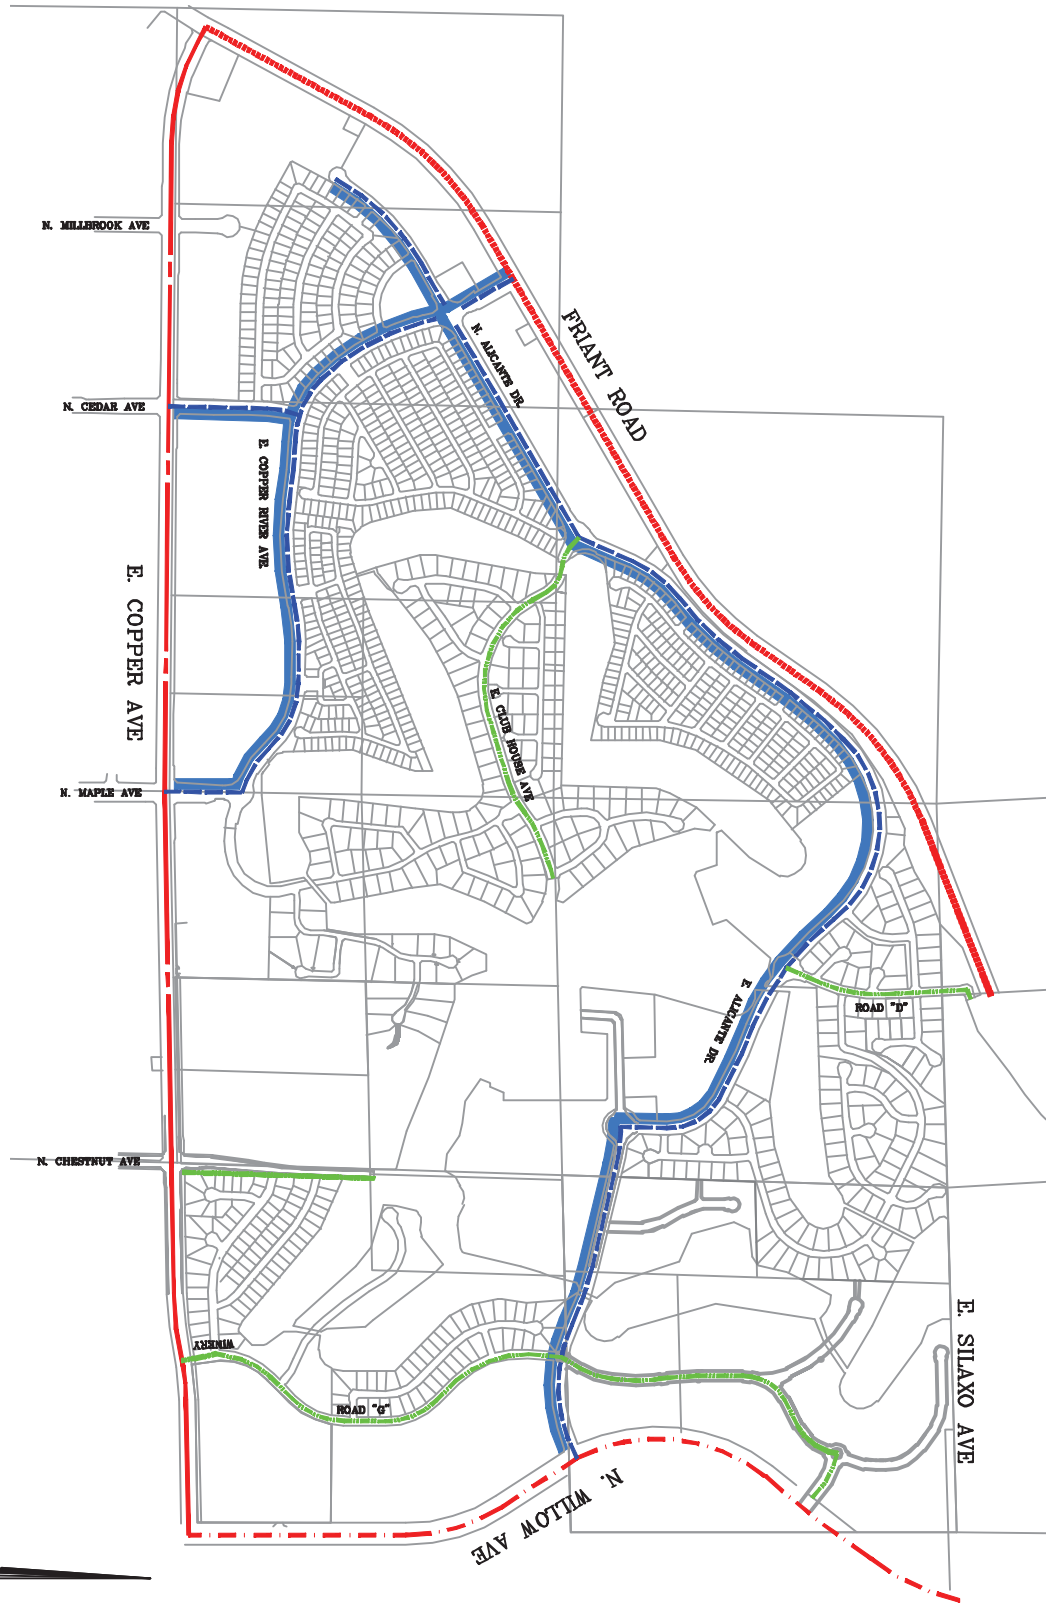 N. MILLBROOK AVE
FRIANT ROAD
N. ALICANTE DR.
N. CEDAR AVE
E. COPPER RIVER AVE.
E. COPPER AVE
E. CLUB HOUSE AVE
N. MAPLE AVE
E. ALICANTE DR.
ROAD "D"
N. CHESTNUT AVE
WINERY
E. SILAXO AVE
ROAD "G"
N. WILLOW AVE